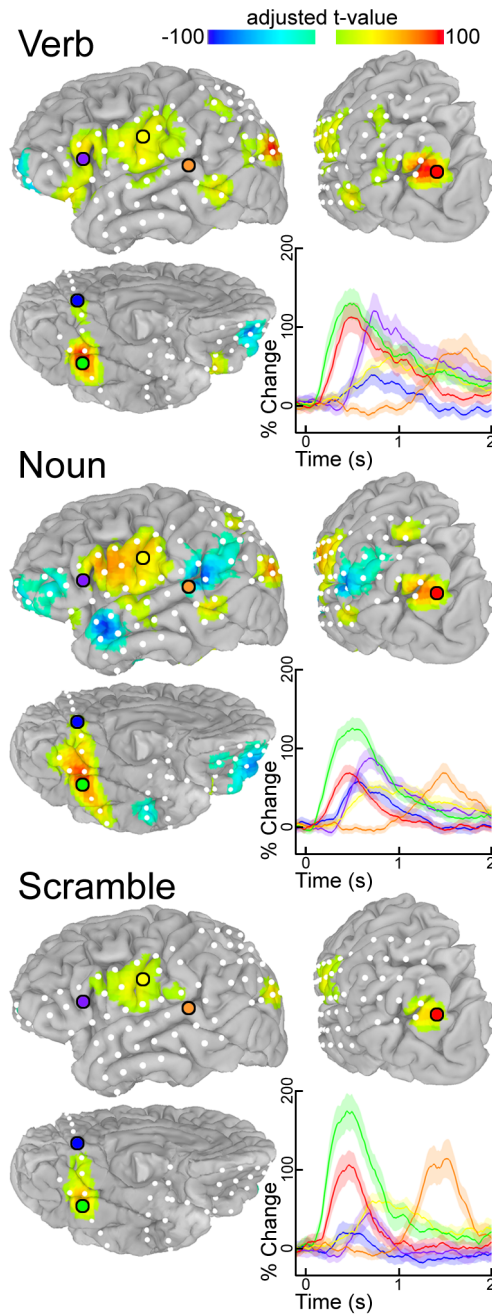 adjusted t-value
-100 100
Verb
200
100
0
% Change
0 1 2
Time (s)
Noun
200
100
0
% Change
0 1 2
Time (s)
Scramble
200
100
0
% Change
0 1 2
Time (s)